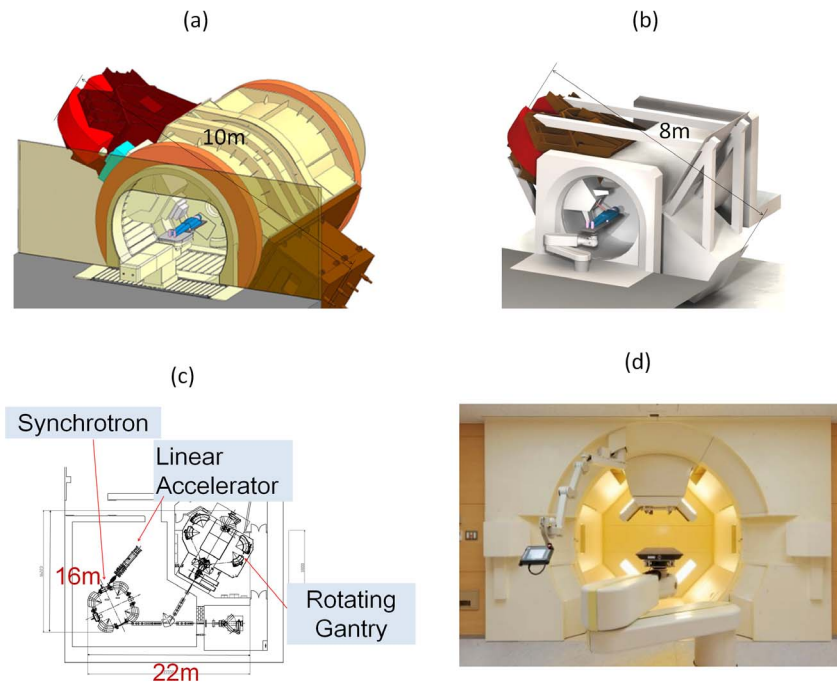 (a)
(b)
10m
8m
(c)
(d)
Synchrotron
Linear
Accelerator
16m
Rotating
Gantry
22m